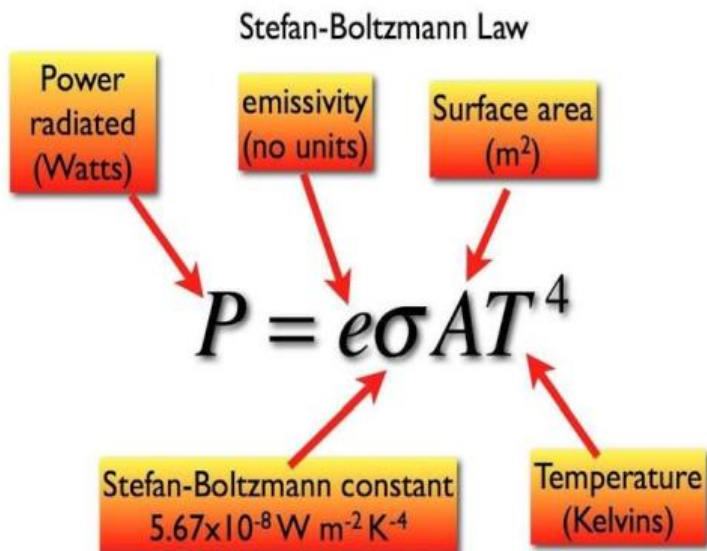 Stefan-Boltzmann Law
Power
radiated
(Watts)
emissivity
(no units)
Surface area
(m²)
P = eσAT⁴
Stefan-Boltzmann constant
5.67x10⁻⁸ W m⁻² K⁻⁴
Temperature
(Kelvins)